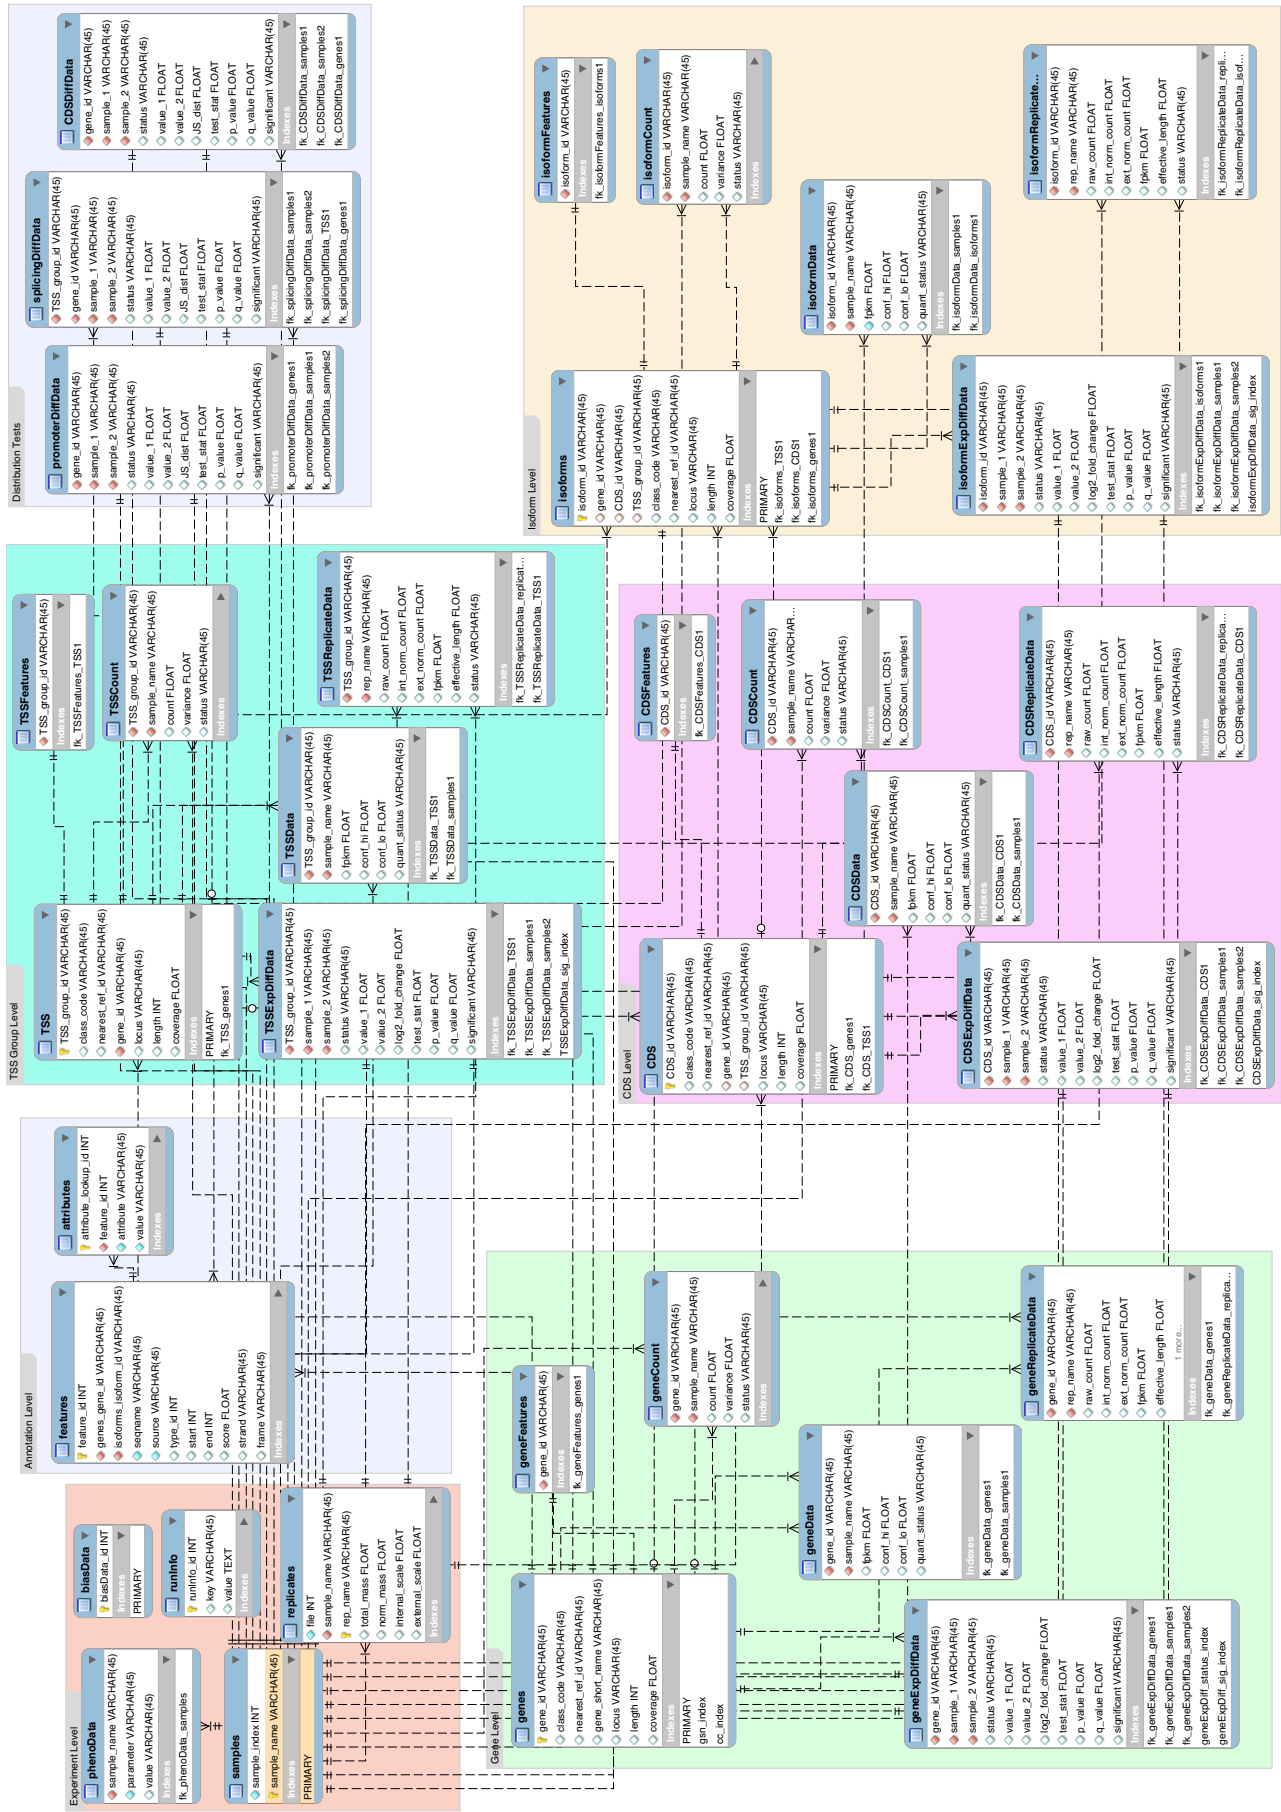 Experiment Level
phenoData
sample_name VARCHAR(45)
parameter VARCHAR(45)
value VARCHAR(45)
Indexes
fk_phenoData_samples
biasData
biasData_id INT
Indexes
PRIMARY
runInfo
runInfo_id INT
key VARCHAR(45)
value TEXT
Indexes
samples
sample_index INT
sample_name VARCHAR(45)
Indexes
PRIMARY
replicates
file INT
sample_name VARCHAR(45)
rep_name VARCHAR(45)
total_mass FLOAT
norm_mass FLOAT
internal_scale FLOAT
external_scale FLOAT
Indexes
Annotation Level
features
feature_id INT
genes_gene_id VARCHAR(45)
isoforms_isoform_id VARCHAR(45)
seqname VARCHAR(45)
source VARCHAR(45)
type_id INT
start INT
end INT
score FLOAT
strand VARCHAR(45)
frame VARCHAR(45)
Indexes
attributes
attribute_lookup_id INT
feature_id INT
attribute VARCHAR(45)
value VARCHAR(45)
Indexes
TSS Group Level
TSS
TSS_group_id VARCHAR(45)
class_code VARCHAR(45)
nearest_ref_id VARCHAR(45)
gene_id VARCHAR(45)
locus VARCHAR(45)
length INT
coverage FLOAT
Indexes
PRIMARY
fk_TSS_genes1
TSSFeatures
TSS_group_id VARCHAR(45)
Indexes
fk_TSSFeatures_TSS1
TSSCount
TSS_group_id VARCHAR(45)
sample_name VARCHAR(45)
count FLOAT
variance FLOAT
status VARCHAR(45)
Indexes
TSSExpDiffData
TSS_group_id VARCHAR(45)
sample_1 VARCHAR(45)
sample_2 VARCHAR(45)
status VARCHAR(45)
value_1 FLOAT
value_2 FLOAT
log2_fold_change FLOAT
test_stat FLOAT
p_value FLOAT
q_value FLOAT
significant VARCHAR(45)
Indexes
fk_TSSExpDiffData_TSS1
fk_TSSExpDiffData_samples1
fk_TSSExpDiffData_samples2
TSSExpDiffData_sig_index
TSSData
TSS_group_id VARCHAR(45)
sample_name VARCHAR(45)
fpkm FLOAT
conf_hi FLOAT
conf_lo FLOAT
quant_status VARCHAR(45)
Indexes
fk_TSSData_TSS1
fk_TSSData_samples1
TSSReplicateData
TSS_group_id VARCHAR(45)
rep_name VARCHAR(45)
raw_count FLOAT
int_norm_count FLOAT
ext_norm_count FLOAT
fpkm FLOAT
effective_length FLOAT
status VARCHAR(45)
Indexes
fk_TSSReplicateData_replicat...
fk_TSSReplicateData_TSS1
Distribution Tests
promoterDiffData
gene_id VARCHAR(45)
sample_1 VARCHAR(45)
sample_2 VARCHAR(45)
status VARCHAR(45)
value_1 FLOAT
value_2 FLOAT
JS_dist FLOAT
test_stat FLOAT
p_value FLOAT
q_value FLOAT
significant VARCHAR(45)
Indexes
fk_promoterDiffData_genes1
fk_promoterDiffData_samples1
fk_promoterDiffData_samples2
splicingDiffData
TSS_group_id VARCHAR(45)
gene_id VARCHAR(45)
sample_1 VARCHAR(45)
sample_2 VARCHAR(45)
status VARCHAR(45)
value_1 FLOAT
value_2 FLOAT
JS_dist FLOAT
test_stat FLOAT
p_value FLOAT
q_value FLOAT
significant VARCHAR(45)
Indexes
fk_splicingDiffData_samples1
fk_splicingDiffData_samples2
fk_splicingDiffData_TSS1
fk_splicingDiffData_genes1
CDSDiffData
gene_id VARCHAR(45)
sample_1 VARCHAR(45)
sample_2 VARCHAR(45)
status VARCHAR(45)
value_1 FLOAT
value_2 FLOAT
JS_dist FLOAT
test_stat FLOAT
p_value FLOAT
q_value FLOAT
significant VARCHAR(45)
Indexes
fk_CDSDiffData_samples1
fk_CDSDiffData_samples2
fk_CDSDiffData_genes1
Gene Level
genes
gene_id VARCHAR(45)
class_code VARCHAR(45)
nearest_ref_id VARCHAR(45)
gene_short_name VARCHAR(45)
locus VARCHAR(45)
length INT
coverage FLOAT
Indexes
PRIMARY
gsn_index
cc_index
geneFeatures
gene_id VARCHAR(45)
Indexes
fk_geneFeatures_genes1
geneCount
gene_id VARCHAR(45)
sample_name VARCHAR(45)
count FLOAT
variance FLOAT
status VARCHAR(45)
Indexes
geneData
gene_id VARCHAR(45)
sample_name VARCHAR(45)
fpkm FLOAT
conf_hi FLOAT
conf_lo FLOAT
quant_status VARCHAR(45)
Indexes
fk_geneData_genes1
fk_geneData_samples1
geneExpDiffData
gene_id VARCHAR(45)
sample_1 VARCHAR(45)
sample_2 VARCHAR(45)
status VARCHAR(45)
value_1 FLOAT
value_2 FLOAT
log2_fold_change FLOAT
test_stat FLOAT
p_value FLOAT
q_value FLOAT
significant VARCHAR(45)
Indexes
fk_geneExpDiffData_genes1
fk_geneExpDiffData_samples1
fk_geneExpDiffData_samples2
geneExpDiff_status_index
geneExpDiff_sig_index
geneReplicateData
gene_id VARCHAR(45)
rep_name VARCHAR(45)
raw_count FLOAT
int_norm_count FLOAT
ext_norm_count FLOAT
fpkm FLOAT
effective_length FLOAT
1 more...
Indexes
fk_geneData_genes1
fk_geneReplicateData_replica...
CDS Level
CDS
CDS_id VARCHAR(45)
class_code VARCHAR(45)
nearest_ref_id VARCHAR(45)
gene_id VARCHAR(45)
TSS_group_id VARCHAR(45)
locus VARCHAR(45)
length INT
coverage FLOAT
Indexes
PRIMARY
fk_CDS_genes1
fk_CDS_TSS1
CDSFeatures
CDS_id VARCHAR(45)
Indexes
fk_CDSFeatures_CDS1
CDSCount
CDS_id VARCHAR(45)
sample_name VARCHAR...
count FLOAT
variance FLOAT
status VARCHAR(45)
Indexes
fk_CDSCount_CDS1
fk_CDSCount_samples1
CDSData
CDS_id VARCHAR(45)
sample_name VARCHAR(45)
fpkm FLOAT
conf_hi FLOAT
conf_lo FLOAT
quant_status VARCHAR(45)
Indexes
fk_CDSData_CDS1
fk_CDSData_samples1
CDSExpDiffData
CDS_id VARCHAR(45)
sample_1 VARCHAR(45)
sample_2 VARCHAR(45)
status VARCHAR(45)
value_1 FLOAT
value_2 FLOAT
log2_fold_change FLOAT
test_stat FLOAT
p_value FLOAT
q_value FLOAT
significant VARCHAR(45)
Indexes
fk_CDSExpDiffData_CDS1
fk_CDSExpDiffData_samples1
fk_CDSExpDiffData_samples2
CDSExpDiffData_sig_index
CDSReplicateData
CDS_id VARCHAR(45)
rep_name VARCHAR(45)
raw_count FLOAT
int_norm_count FLOAT
ext_norm_count FLOAT
fpkm FLOAT
effective_length FLOAT
status VARCHAR(45)
Indexes
fk_CDSReplicateData_replica...
fk_CDSReplicateData_CDS1
Isoform Level
isoforms
isoform_id VARCHAR(45)
gene_id VARCHAR(45)
CDS_id VARCHAR(45)
TSS_group_id VARCHAR(45)
class_code VARCHAR(45)
nearest_ref_id VARCHAR(45)
locus VARCHAR(45)
length INT
coverage FLOAT
Indexes
PRIMARY
fk_isoforms_TSS1
fk_isoforms_CDS1
fk_isoforms_genes1
isoformFeatures
isoform_id VARCHAR(45)
Indexes
fk_isoformFeatures_isoforms1
isoformCount
isoform_id VARCHAR(45)
sample_name VARCHAR(45)
count FLOAT
variance FLOAT
status VARCHAR(45)
Indexes
isoformData
isoform_id VARCHAR(45)
sample_name VARCHAR(45)
fpkm FLOAT
conf_hi FLOAT
conf_lo FLOAT
quant_status VARCHAR(45)
Indexes
fk_isoformData_samples1
fk_isoformData_isoforms1
isoformExpDiffData
isoform_id VARCHAR(45)
sample_1 VARCHAR(45)
sample_2 VARCHAR(45)
status VARCHAR(45)
value_1 FLOAT
value_2 FLOAT
log2_fold_change FLOAT
test_stat FLOAT
p_value FLOAT
q_value FLOAT
significant VARCHAR(45)
Indexes
fk_isoformExpDiffData_isoforms1
fk_isoformExpDiffData_samples1
fk_isoformExpDiffData_samples2
isoformExpDiffData_sig_index
isoformReplicate...
isoform_id VARCHAR(45)
rep_name VARCHAR(45)
raw_count FLOAT
int_norm_count FLOAT
ext_norm_count FLOAT
fpkm FLOAT
effective_length FLOAT
status VARCHAR(45)
Indexes
fk_isoformReplicateData_repli...
fk_isoformReplicateData_isof...